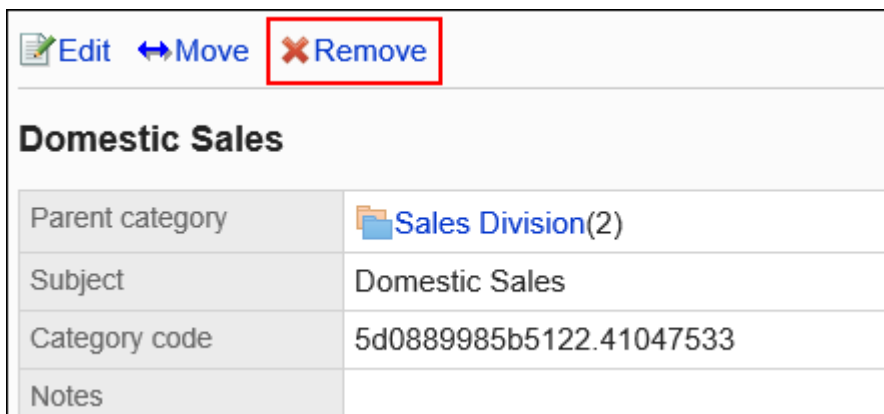 Edit Move Remove
Domestic Sales
Parent category Sales Division(2)
Subject Domestic Sales
Category code 5d0889985b5122.41047533
Notes